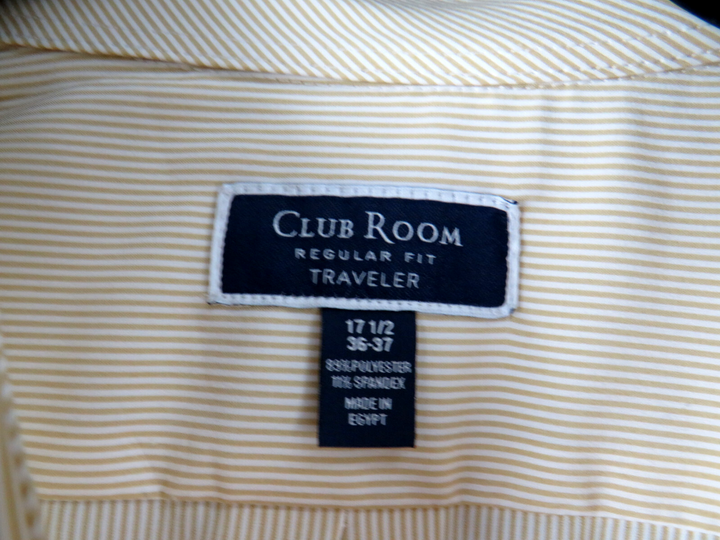 CLUB ROOM
REGULAR FIT
TRAVELER
17 1/2
36-37
89% POLYESTER
11% SPANDEX
MADE IN
EGYPT